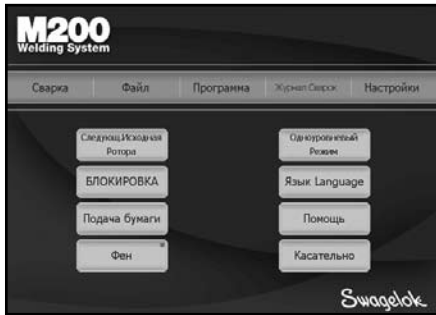 M200
Welding System
Сварка Файл Программа Журнал Сварок Настройки
Следующ.Исходная
Ротора
Одноуровневый
Режим
БЛОКИРОВКА
Язык Language
Подача бумаги
Помощь
Фен
Касательно
Swagelok